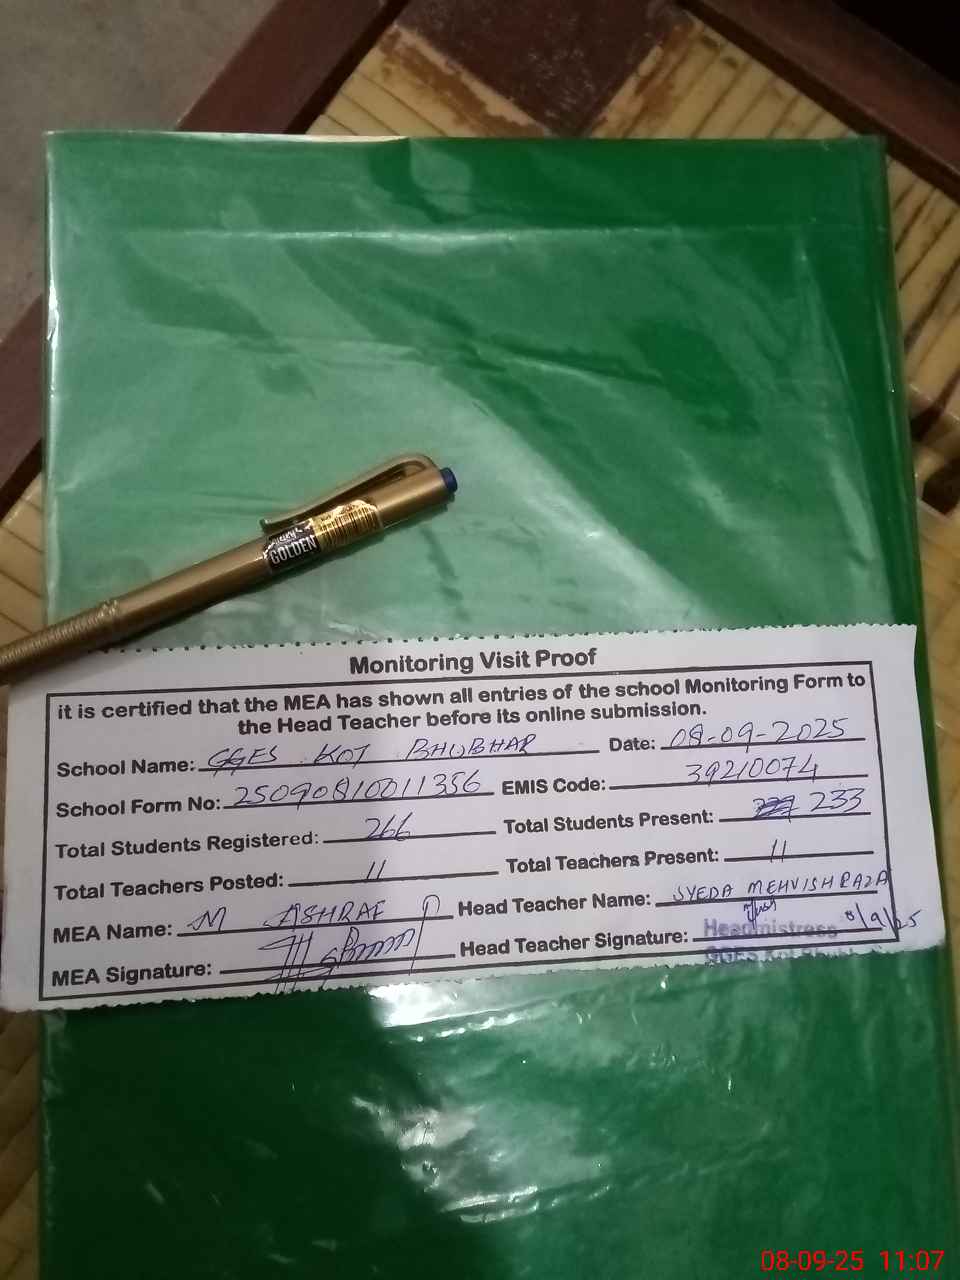 GOLDEN
Monitoring Visit Proof
it is certified that the MEA has shown all entries of the school Monitoring Form to
the Head Teacher before its online submission.
School Name: GGES KOT BHUBHAR Date: 08-09-2025
School Form No: 25090810011356 EMIS Code: 39210074
Total Students Registered: 266 Total Students Present: 233
Total Teachers Posted: 11 Total Teachers Present: 11
MEA Name: M ASHRAF Head Teacher Name: SYEDA MEHVISH RAZA
MEA Signature: Head Teacher Signature: 8/9/25
Headmistress
GGES Kot
08-09-25 11:07